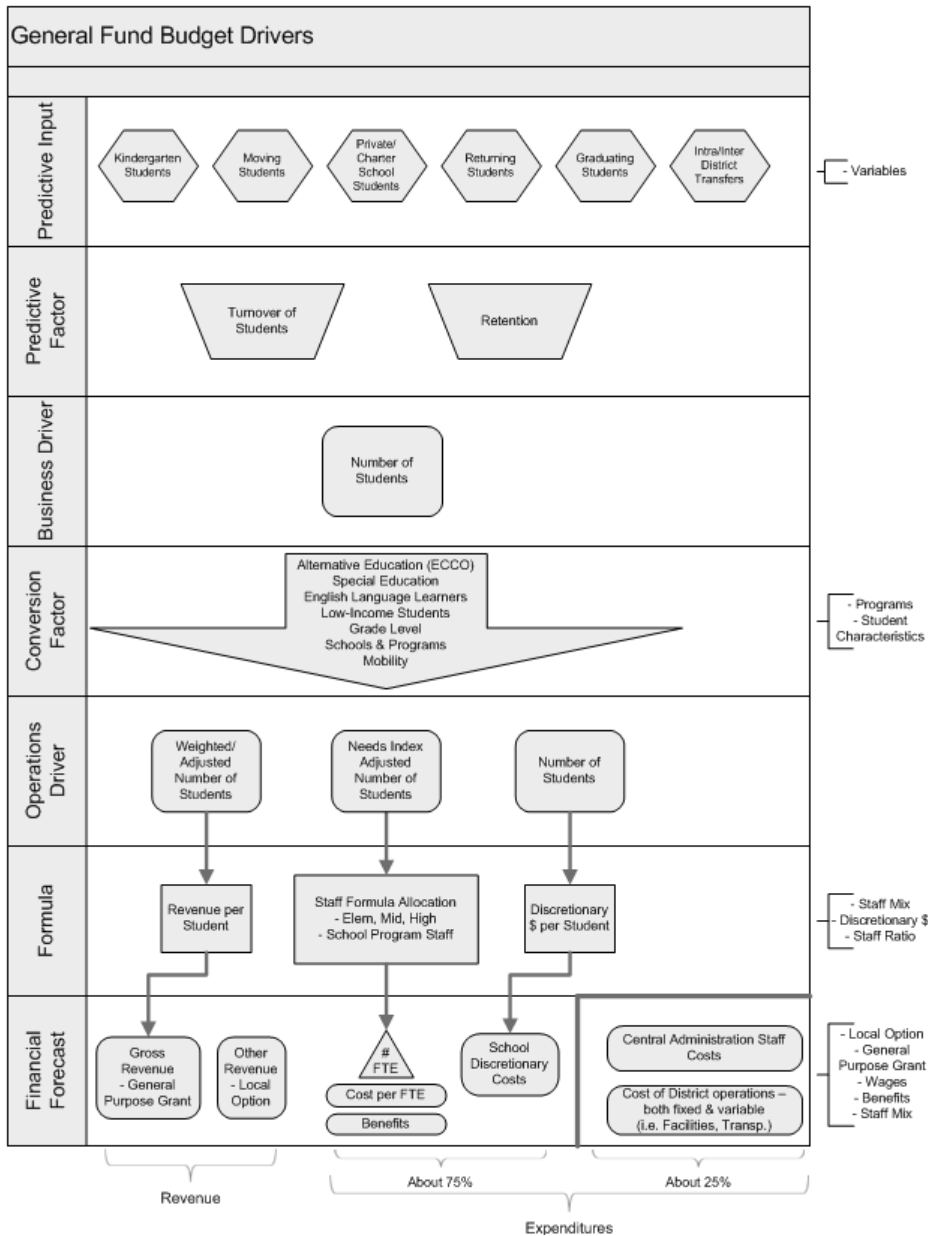 General Fund Budget Drivers
Predictive Input
Kindergarten
Students
Moving
Students
Private/
Charter
School
Students
Returning
Students
Graduating
Students
Intra/Inter
District
Transfers
- Variables
Predictive
Factor
Turnover of
Students
Retention
Business Driver
Number of
Students
Conversion
Factor
Alternative Education (ECCO)
Special Education
English Language Learners
Low-Income Students
Grade Level
Schools & Programs
Mobility
- Programs
- Student
Characteristics
Operations
Driver
Weighted/
Adjusted
Number of
Students
Needs Index
Adjusted
Number of
Students
Number of
Students
Formula
Revenue per
Student
Staff Formula Allocation
- Elem, Mid, High
- School Program Staff
Discretionary
$ per Student
- Staff Mix
- Discretionary $
- Staff Ratio
Financial
Forecast
Gross
Revenue
- General
Purpose Grant
Other
Revenue
- Local
Option
#
FTE
Cost per FTE
Benefits
School
Discretionary
Costs
Central Administration Staff
Costs
Cost of District operations –
both fixed & variable
(i.e. Facilities, Transp.)
- Local Option
- General
Purpose Grant
- Wages
- Benefits
- Staff Mix
Revenue
About 75%
About 25%
Expenditures